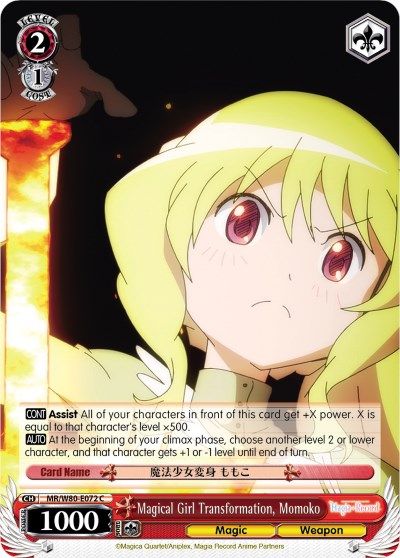 LEVEL
2
1
COST
CONT Assist All of your characters in front of this card get +X power. X is
equal to that character's level ×500.
AUTO At the beginning of your climax phase, choose another level 2 or lower
character, and that character gets +1 or -1 level until end of turn.
Card Name 魔法少女変身 ももこ
CH MR/W80-E072 C
POWER 1000 Magical Girl Transformation, Momoko Magia Record
Magic Weapon
©Magica Quartet/Aniplex, Magia Record Anime Partners